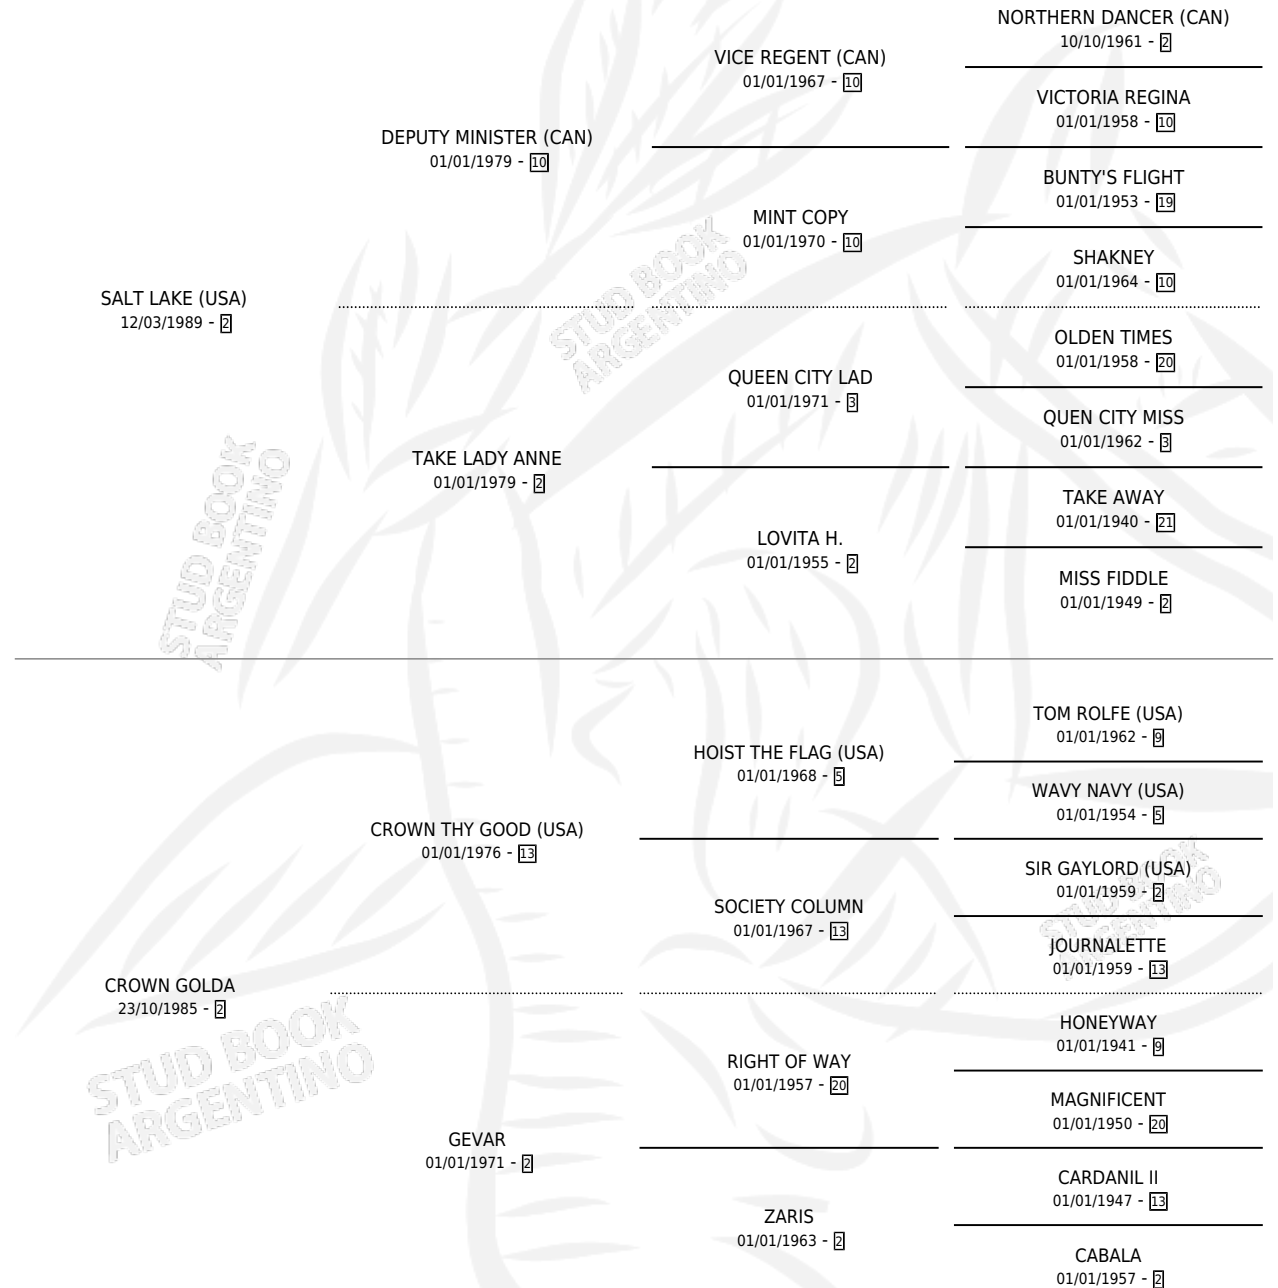 NORTHERN DANCER (CAN)
10/10/1961 - 2
VICE REGENT (CAN)
01/01/1967 - 10
VICTORIA REGINA
01/01/1958 - 10
DEPUTY MINISTER (CAN)
01/01/1979 - 10
BUNTY'S FLIGHT
01/01/1953 - 19
MINT COPY
01/01/1970 - 10
SHAKNEY
01/01/1964 - 10
SALT LAKE (USA)
12/03/1989 - 2
OLDEN TIMES
01/01/1958 - 20
QUEEN CITY LAD
01/01/1971 - 3
QUEN CITY MISS
01/01/1962 - 3
TAKE LADY ANNE
01/01/1979 - 2
TAKE AWAY
01/01/1940 - 21
LOVITA H.
01/01/1955 - 2
MISS FIDDLE
01/01/1949 - 2
TOM ROLFE (USA)
01/01/1962 - 9
HOIST THE FLAG (USA)
01/01/1968 - 5
WAVY NAVY (USA)
01/01/1954 - 5
CROWN THY GOOD (USA)
01/01/1976 - 13
SIR GAYLORD (USA)
01/01/1959 - 2
SOCIETY COLUMN
01/01/1967 - 13
JOURNALETTE
01/01/1959 - 13
CROWN GOLDA
23/10/1985 - 2
HONEYWAY
01/01/1941 - 9
RIGHT OF WAY
01/01/1957 - 20
MAGNIFICENT
01/01/1950 - 20
GEVAR
01/01/1971 - 2
CARDANIL II
01/01/1947 - 13
ZARIS
01/01/1963 - 2
CABALA
01/01/1957 - 2
STUD BOOK
ARGENTINO
STUD BOOK
ARGENTINO
STUD BOOK
ARGENTINO
STUD BOOK
ARGENTINO